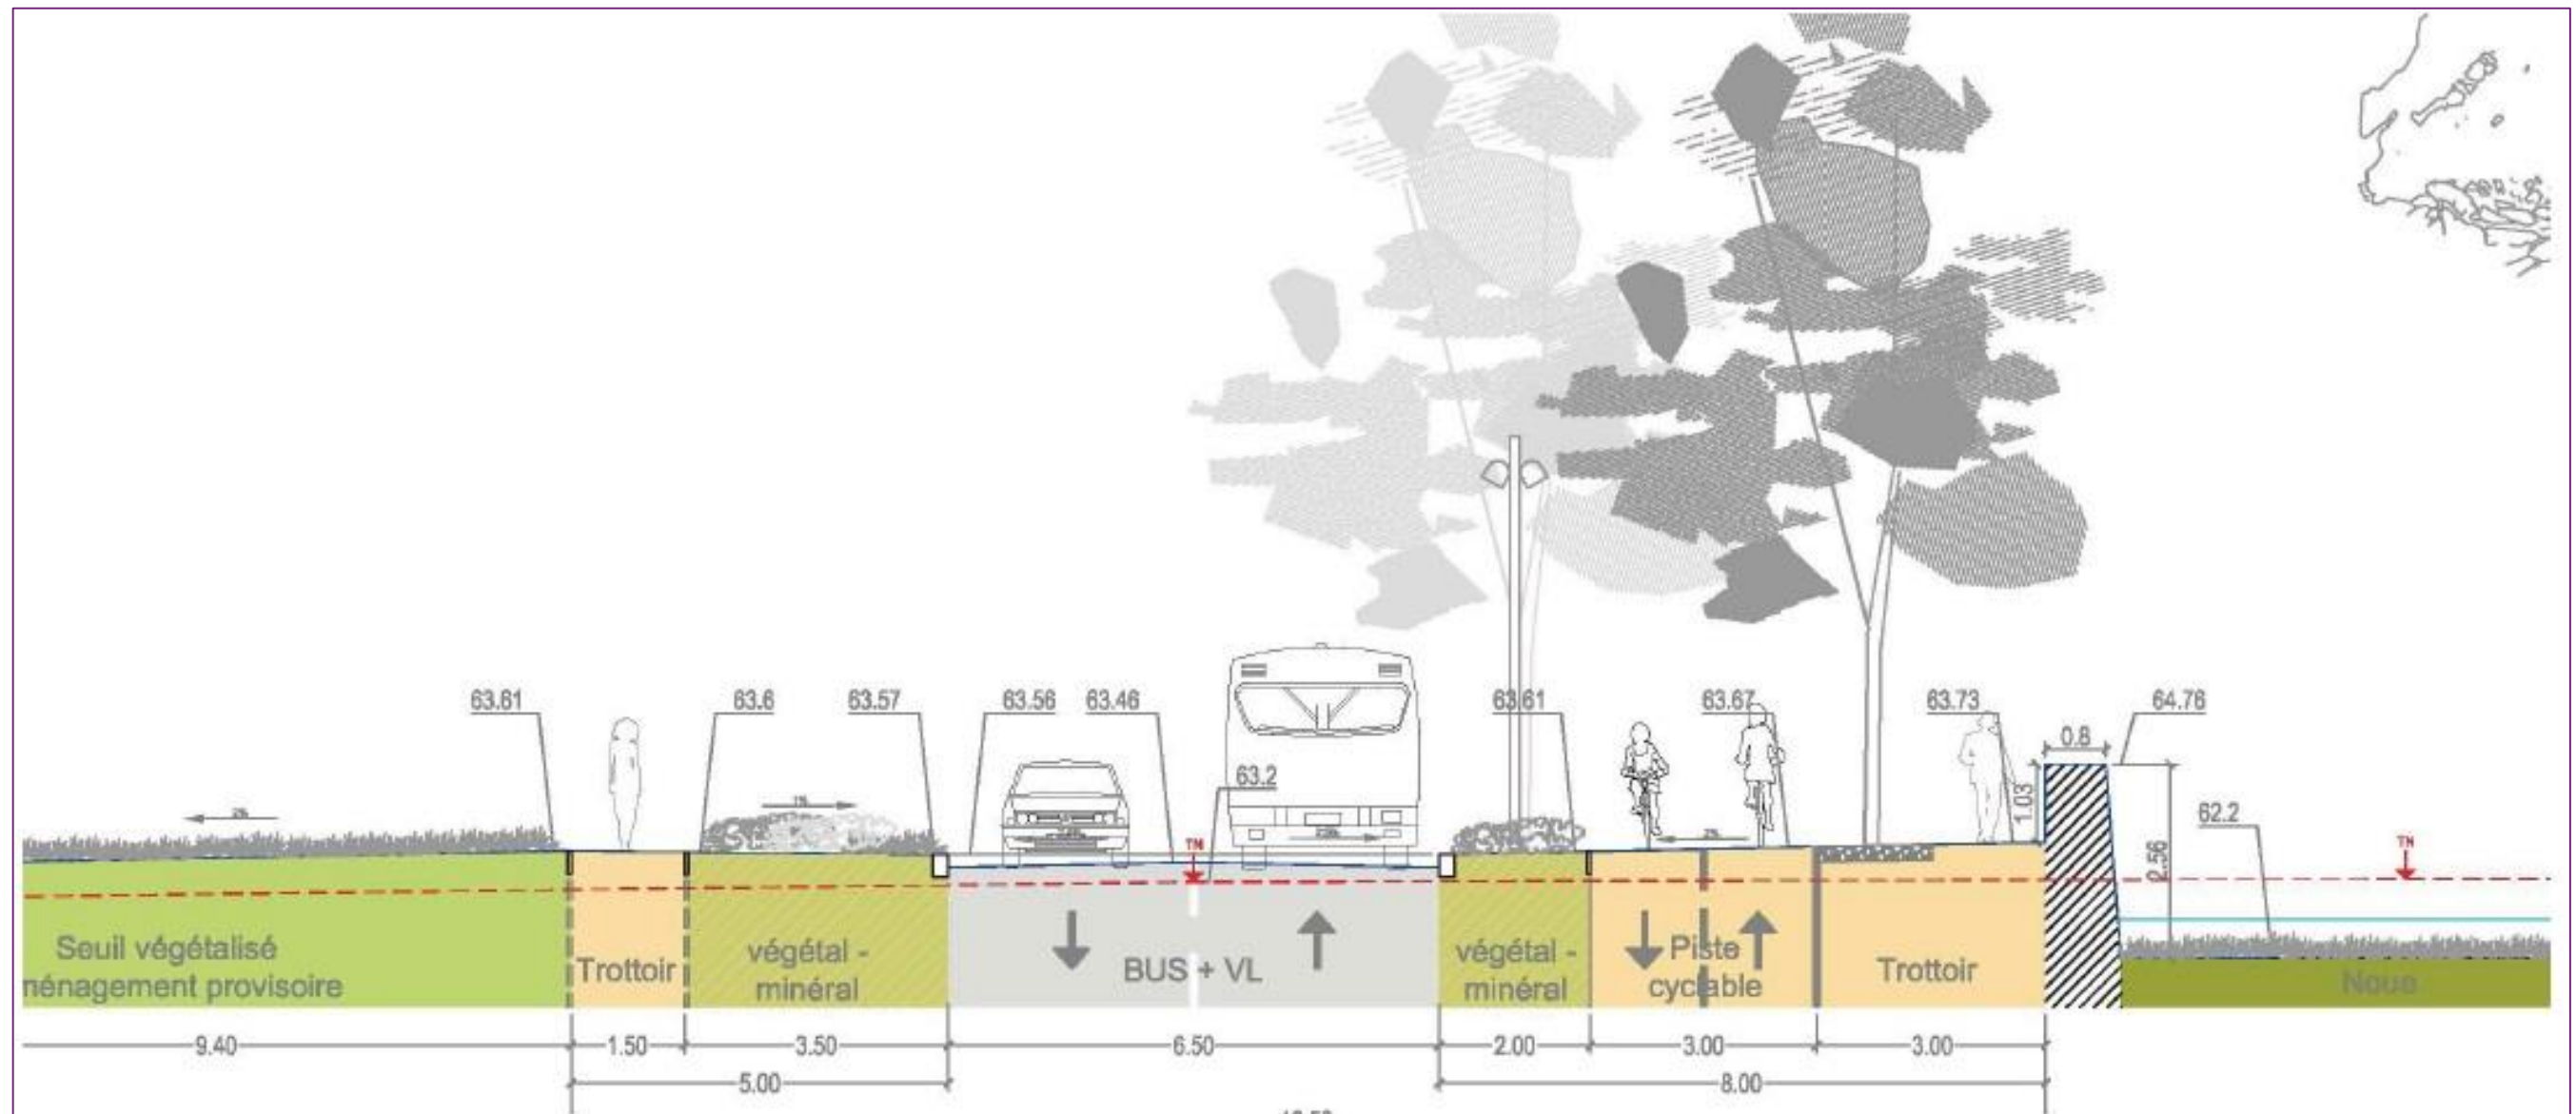 63.61
63.6
63.57
63.56
63.46
63.61
63.67
63.73
64.76
0.8
63.2
1.03
2.56
62.2
2%
1%
2%
TN
TN
Seuil végétalisé
ménagement provisoire
Trottoir
végétal -
minéral
BUS + VL
végétal -
minéral
Piste
cyclable
Trottoir
Noue
9.40
1.50
3.50
6.50
2.00
3.00
3.00
5.00
8.00